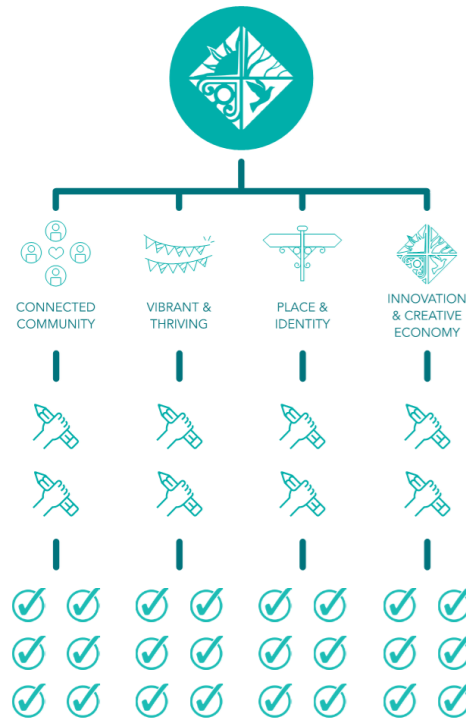 CONNECTED
COMMUNITY
VIBRANT &
THRIVING
PLACE &
IDENTITY
INNOVATION
& CREATIVE
ECONOMY